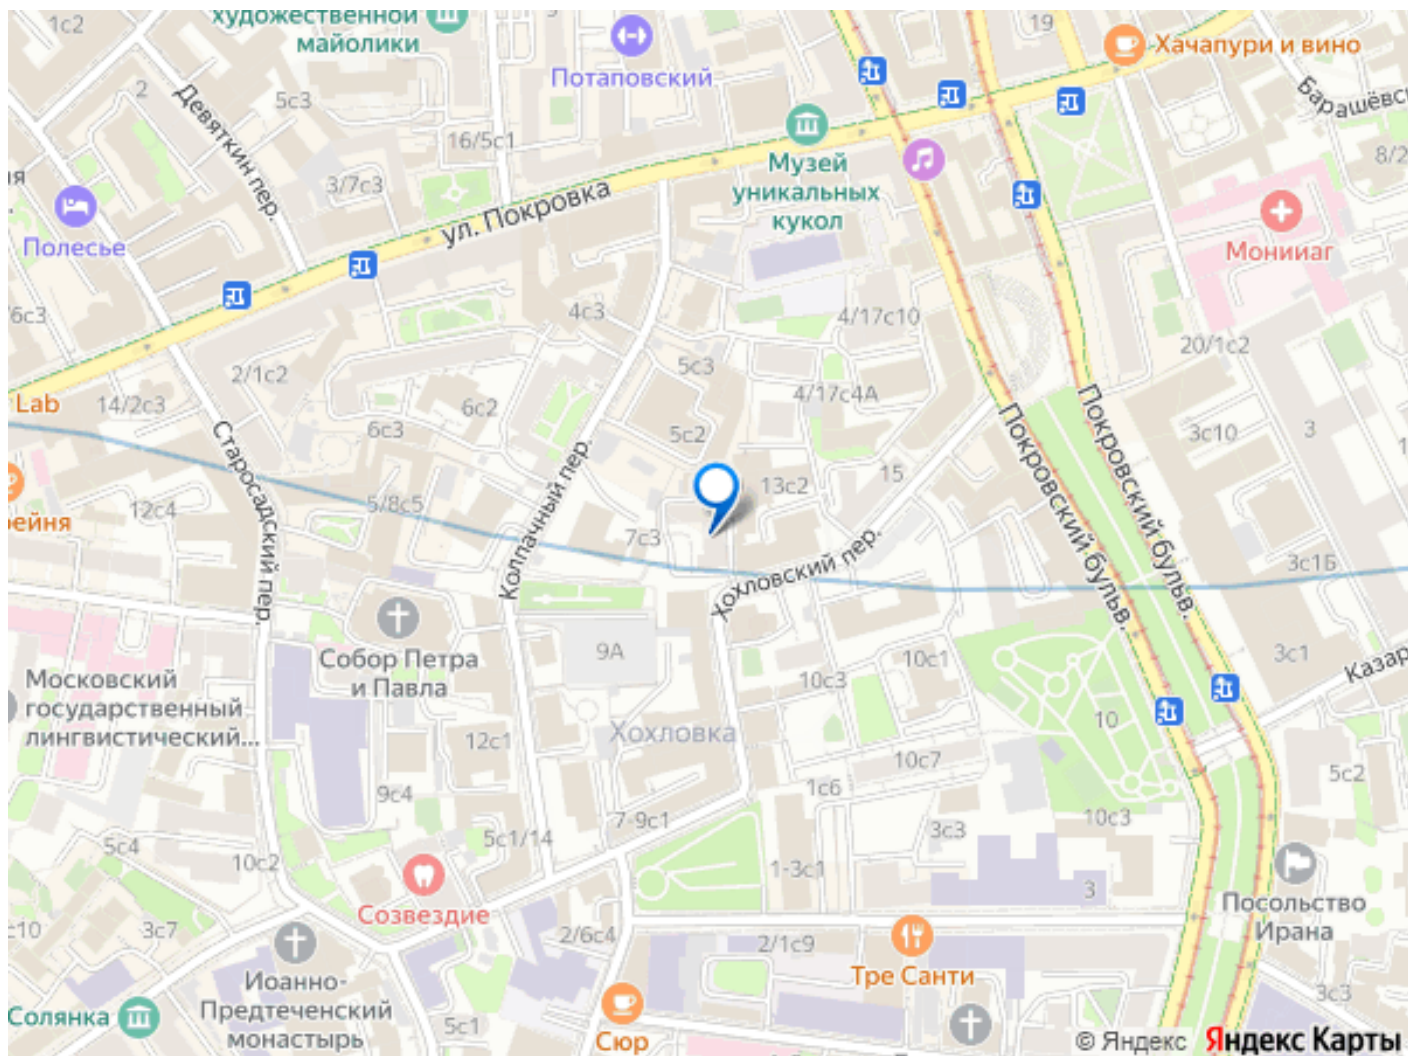 художественной
майолики
1с2
19
Хачапури и вино
Потаповский
2
5с3
Барашёвс
Девяткин пер.
16/5с1
8/2
Музей
уникальных
кукол
3/7с3
ул. Покровка
Полесье
Мониаг
6с3
4с3
4/17с10
20/1с2
5с3
2/1с2
4/17с4А
Lab
14/2с3
6с2
6с3
5с2
3с10
3
Старосадский пер.
Колпачный пер.
Покровский бульв.
Покровский бульв.
15
13с2
5/8с5
12с4
ейня
7с3
Хохловский пер.
3с1Б
9А
Собор Петра
и Павла
10с1
3с1
Казар
10с3
Московский
государственный
лингвистический...
10
Хохловка
12с1
10с7
5с2
1с6
9с4
7-9с1
10с3
3с3
5с1/14
5с4
10с2
1-3с1
3
Созвездие
Посольство
Ирана
с10
3с7
2/6с4
2/1с9
Тре Санти
Иоанно-
Предтеченский
монастырь
3с3
Солянка
5с1
Сюр
© Яндекс Яндекс Карты